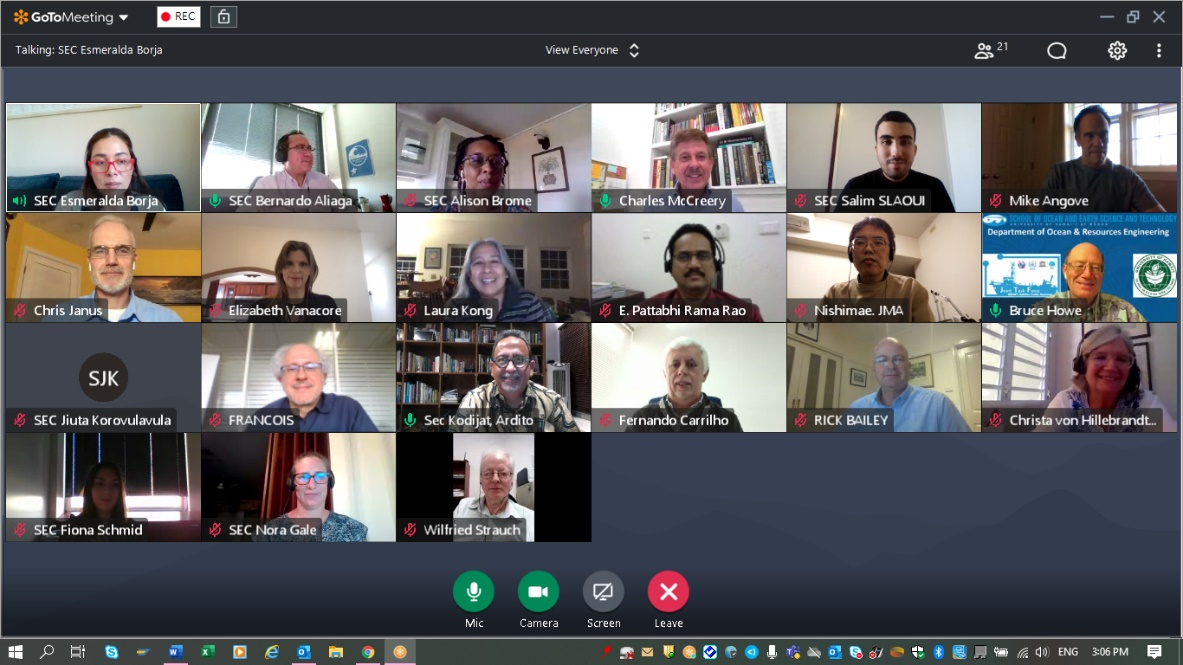 GoToMeeting
REC
Talking: SEC Esmeralda Borja
View Everyone
21
SEC Esmeralda Borja
SEC Bernardo Aliaga
SEC Alison Brome
Charles McCreery
SEC Salim SLAOUI
Mike Angove
Chris Janus
Elizabeth Vanacore
Laura Kong
E. Pattabhi Rama Rao
Nishimae. JMA
SCHOOL OF OCEAN AND EARTH SCIENCE AND TECHNOLOGY
Department of Ocean & Resources Engineering
Bruce Howe
SJK
SEC Jiuta Korovulavula
FRANCOIS
Sec Kodijat, Ardito
Fernando Carrilho
RICK BAILEY
Christa von Hillebrandt...
SEC Fiona Schmid
SEC Nora Gale
Wilfried Strauch
Mic
Camera
Screen
Leave
ENG
3:06 PM